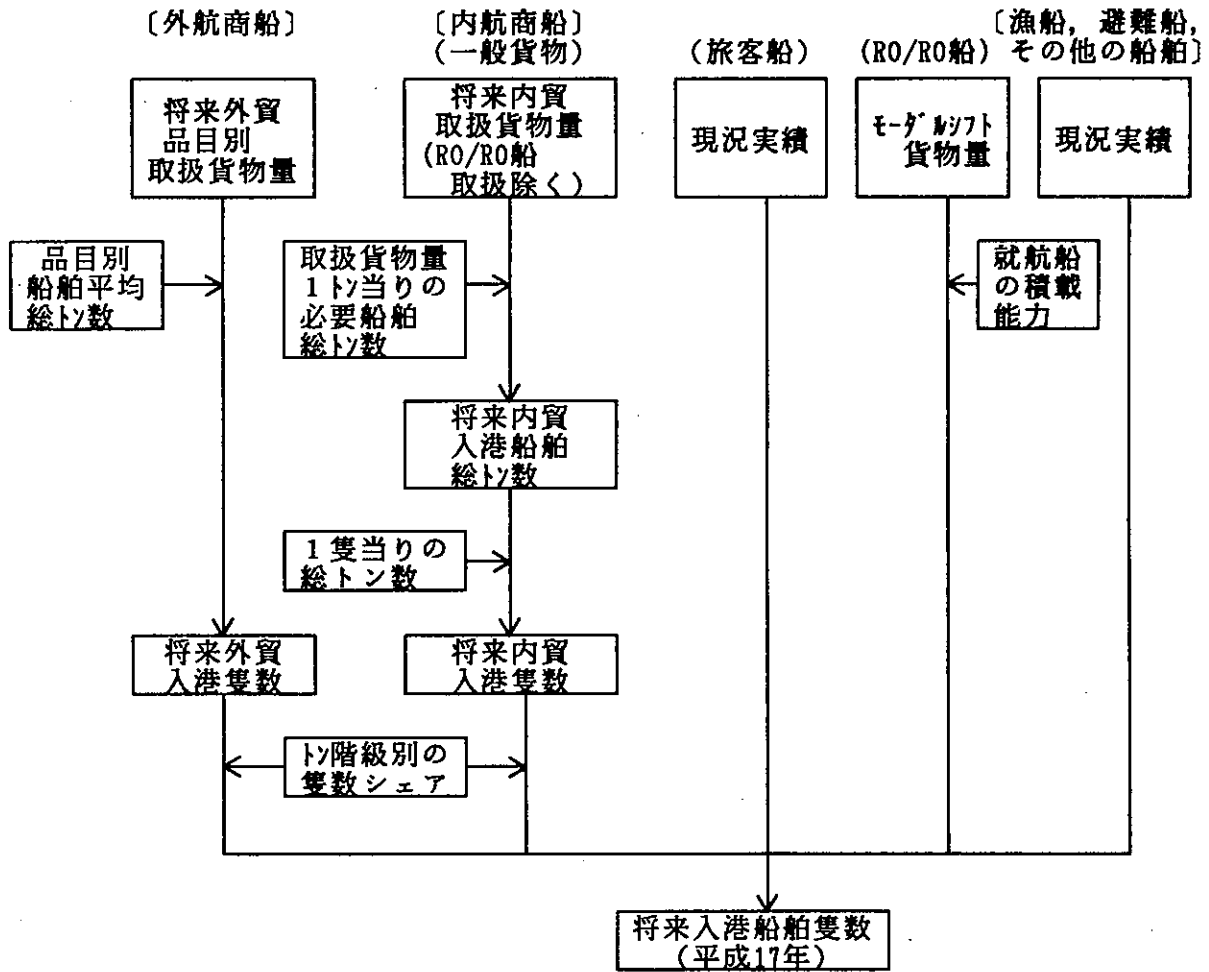 〔外航商船〕
〔内航商船〕
(一般貨物)
(旅客船)
(RO/RO船)
〔漁船，避難船，
その他の船舶〕
将来外貿
品目別
取扱貨物量
将来内貿
取扱貨物量
(RO/RO船
取扱除く)
現況実績
ﾓｰﾀﾞﾙｼﾌﾄ
貨物量
現況実績
品目別
船舶平均
総ﾄﾝ数
取扱貨物量
1ﾄﾝ当りの
必要船舶
総ﾄﾝ数
就航船
の積載
能力
将来内貿
入港船舶
総ﾄﾝ数
1隻当りの
総トン数
将来外貿
入港隻数
将来内貿
入港隻数
ﾄﾝ階級別の
隻数シェア
将来入港船舶隻数
(平成17年)